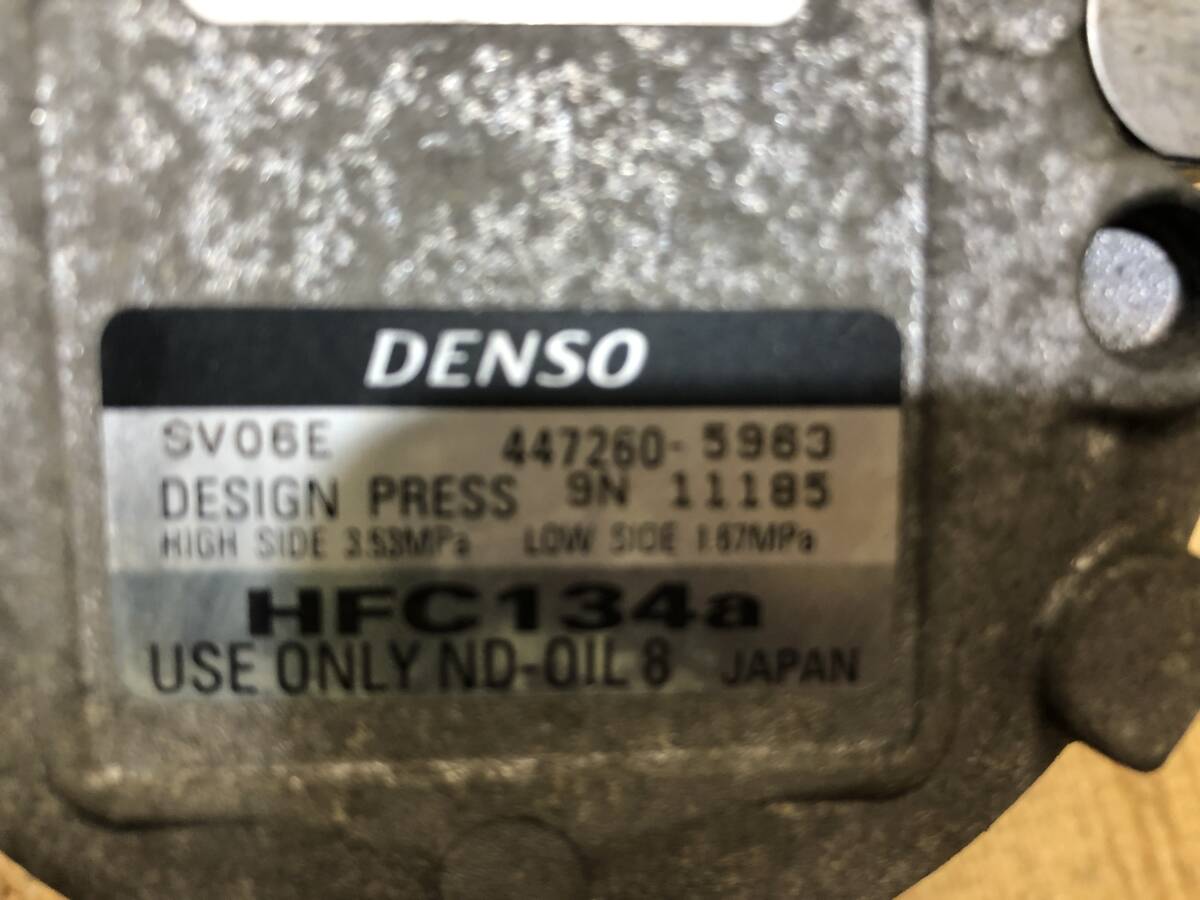 DENSO
SV06E 447260-5963
DESIGN PRESS 9N 11185
HIGH SIDE 3.53MPa LOW SIDE 1.67MPa
HFC134a
USE ONLY ND-OIL 8 JAPAN